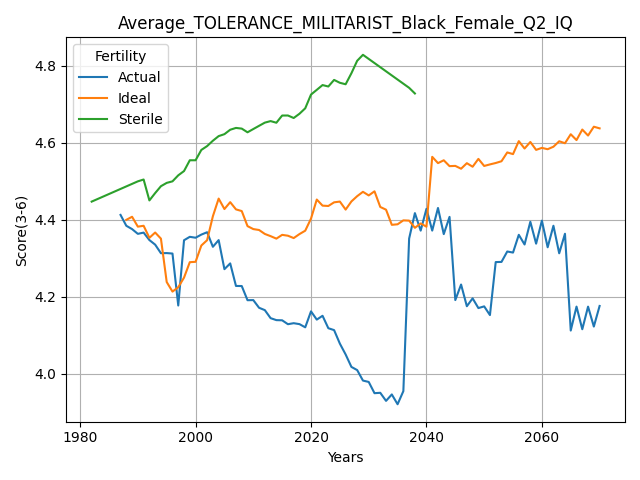 Average_TOLERANCE_MILITARIST_Black_Female_Q2_IQ
Fertility
Actual
Ideal
Sterile
Score(3-6)
4.8
4.6
4.4
4.2
4.0
1980 2000 2020 2040 2060
Years